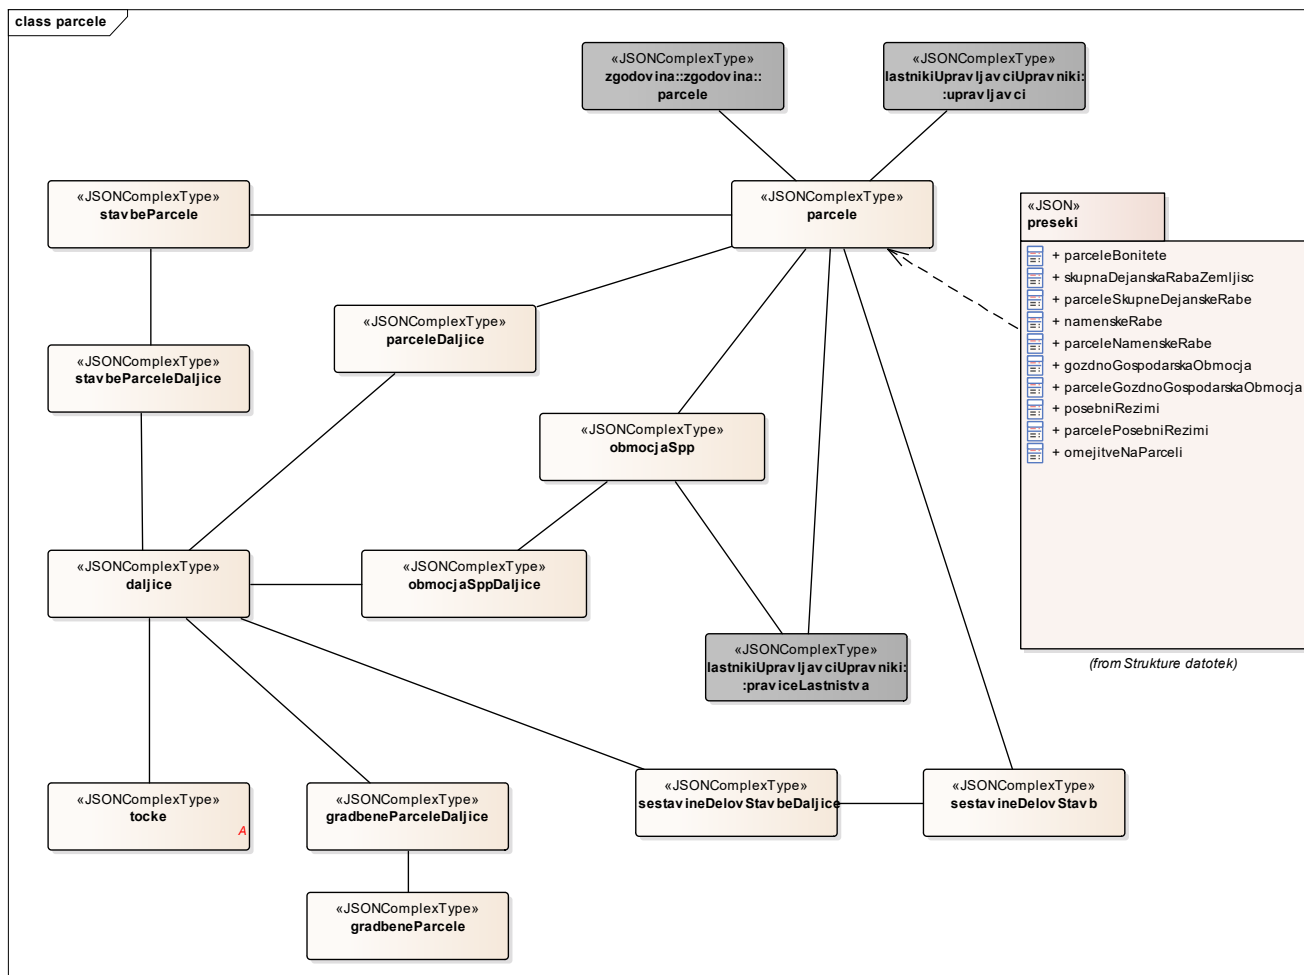 class parcele
«JSONComplexType»
zgodovina::zgodovina::
parcele
«JSONComplexType»
lastnikiUpravljavciUpravniki:
:upravljavci
«JSONComplexType»
stavbeParcele
«JSONComplexType»
parcele
«JSON»
preseki
+ parceleBonitete
+ skupnaDejanskaRabaZemljisc
+ parceleSkupneDejanskeRabe
+ namenskeRabe
+ parceleNamenskeRabe
+ gozdnoGospodarskaObmocja
+ parceleGozdnoGospodarskaObmocja
+ posebniRezimi
+ parcelePosebniRezimi
+ omejitveNaParceli
(from Strukture datotek)
«JSONComplexType»
parceleDaljice
«JSONComplexType»
stavbeParceleDaljice
«JSONComplexType»
obmocjaSpp
«JSONComplexType»
daljice
«JSONComplexType»
obmocjaSppDaljice
«JSONComplexType»
lastnikiUpravljavciUpravniki:
:praviceLastnistva
«JSONComplexType»
tocke
A
«JSONComplexType»
gradbeneParceleDaljice
«JSONComplexType»
sestavineDelovStavbeDaljice
«JSONComplexType»
sestavineDelovStavb
«JSONComplexType»
gradbeneParcele